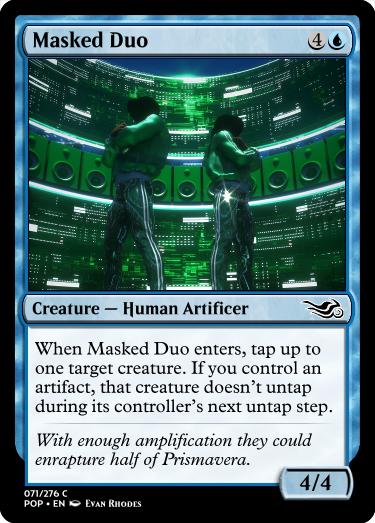 Masked Duo 4
Creature — Human Artificer
When Masked Duo enters, tap up to
one target creature. If you control an
artifact, that creature doesn't untap
during its controller's next untap step.
With enough amplification they could
enrapture half of Prismavera.
4/4
071/276 C
POP • EN Evan Rhodes